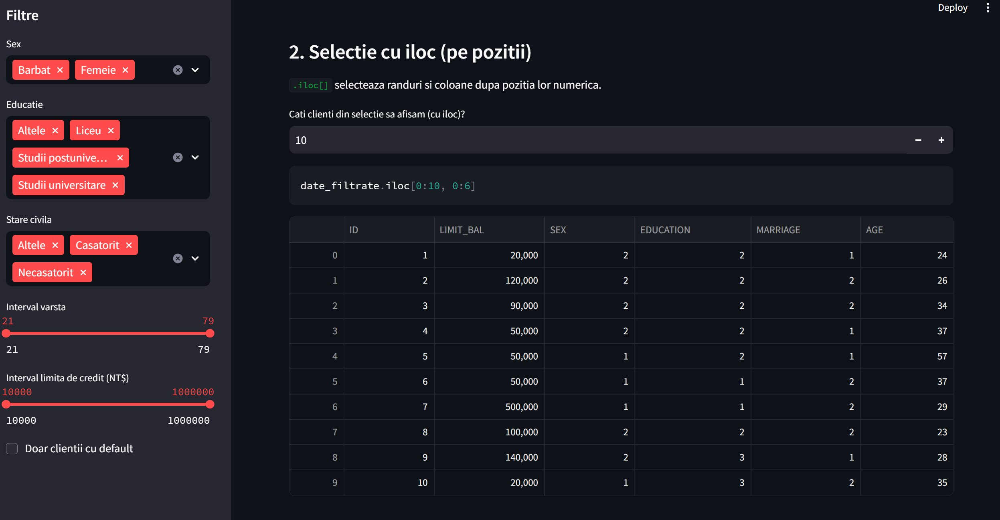 Filtre
Sex
Barbat Femeie
Educatie
Altele Liceu
Studii postunive...
Studii universitare
Stare civila
Altele Casatorit
Necasatorit
Interval varsta
21 79
21 79
Interval limita de credit (NT$)
10000 1000000
10000 1000000
Doar clientii cu default
Deploy
2. Selectie cu iloc (pe pozitii)
.iloc[] selecteaza randuri si coloane dupa pozitia lor numerica.
Cati clienti din selectie sa afisam (cu iloc)?
10 − +
date_filtrate.iloc[0:10, 0:6]
ID LIMIT_BAL SEX EDUCATION MARRIAGE AGE
0 1 20,000 2 2 1 24
1 2 120,000 2 2 2 26
2 3 90,000 2 2 2 34
3 4 50,000 2 2 1 37
4 5 50,000 1 2 1 57
5 6 50,000 1 1 2 37
6 7 500,000 1 1 2 29
7 8 100,000 2 2 2 23
8 9 140,000 2 3 1 28
9 10 20,000 1 3 2 35